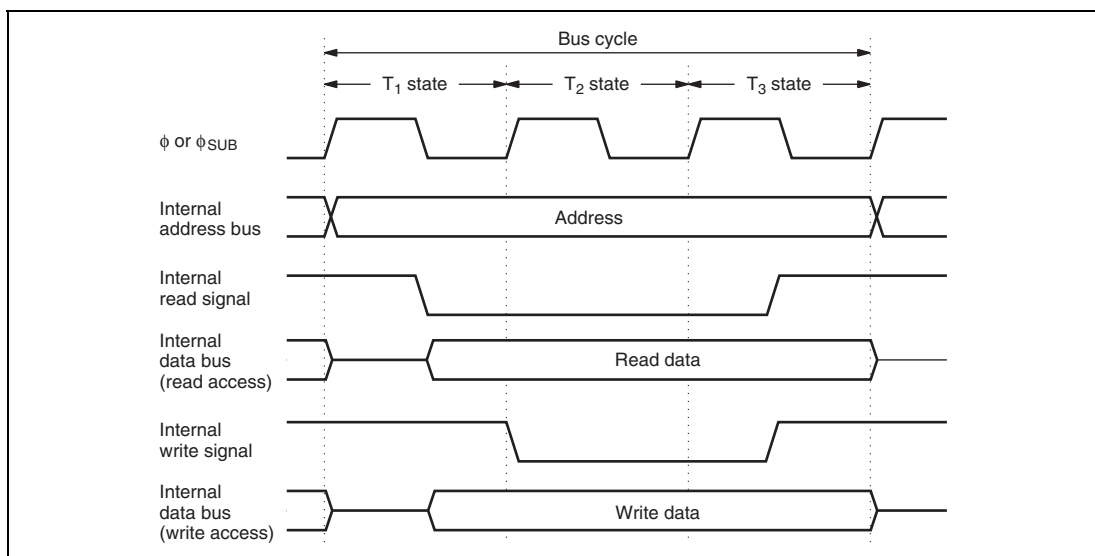 Bus cycle
T₁ state
T₂ state
T₃ state
ϕ or ϕSUB
Internal
address bus
Address
Internal
read signal
Internal
data bus
(read access)
Read data
Internal
write signal
Internal
data bus
(write access)
Write data